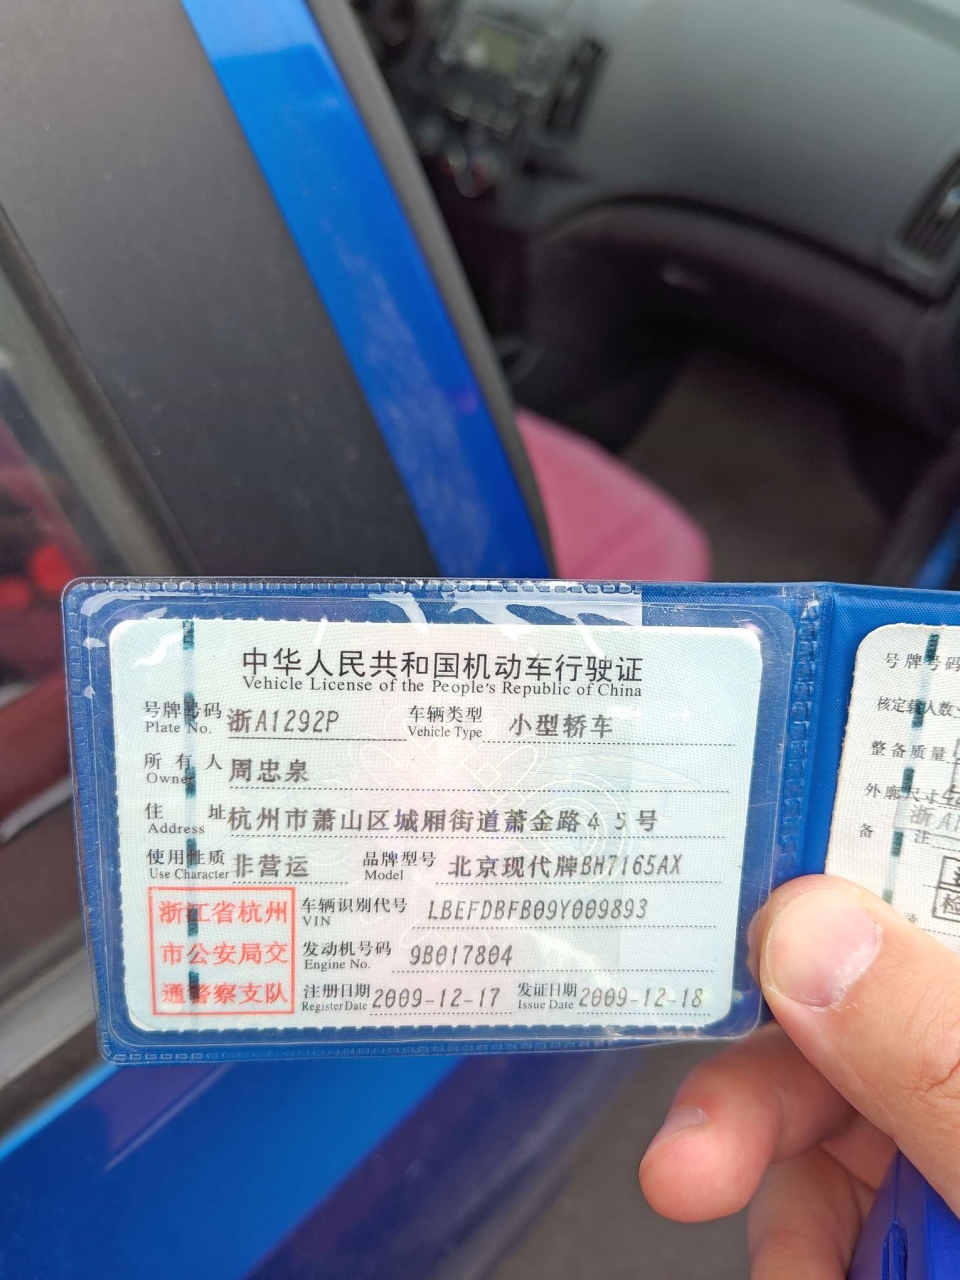 中华人民共和国机动车行驶证
Vehicle License of the People's Republic of China
号牌号码 浙A1292P 车辆类型 小型轿车
Plate No. Vehicle Type
所有人 周忠泉
Owner
住址 杭州市萧山区城厢街道萧金路45号
Address
使用性质 非营运 品牌型号 北京现代牌BH7165AX
Use Character Model
浙江省杭州
市公安局交
通警察支队
车辆识别代号 LBEFDBFB09Y009893
VIN
发动机号码 9B017804
Engine No.
注册日期 2009-12-17 发证日期 2009-12-18
Register Date Issue Date
号牌号码
核定载人数
整备质量
外廓尺寸
浙A1
备注
检